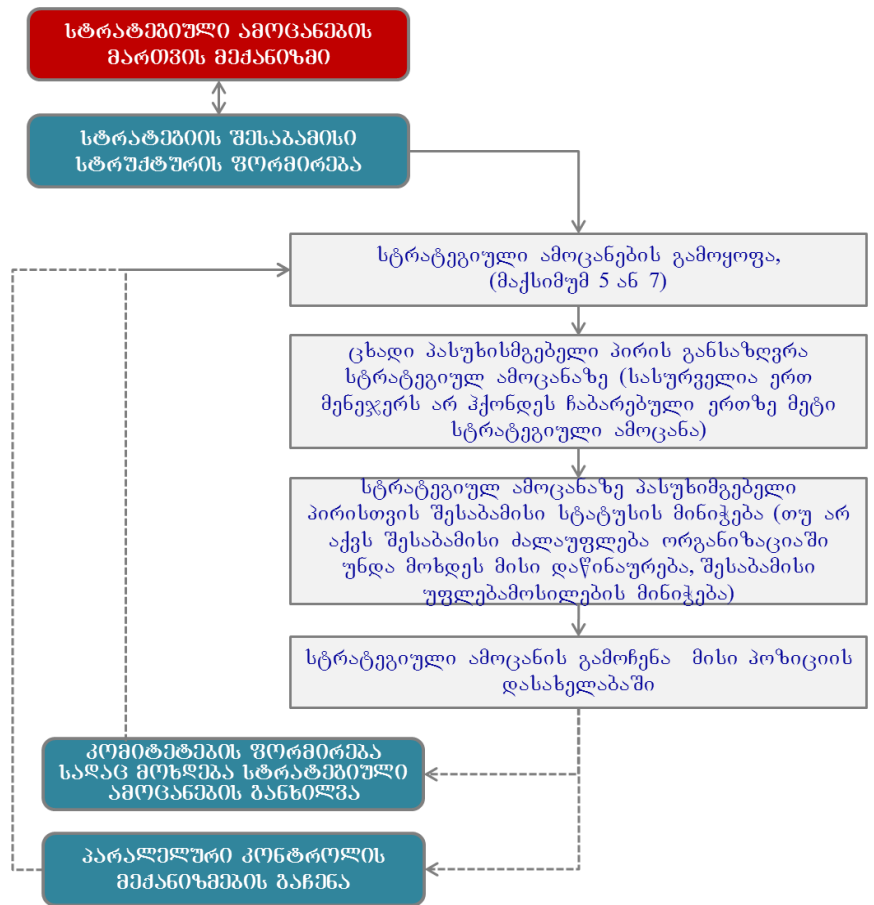 სტრატეგიული ამოცანების
მართვის მექანიზმი
სტრატეგიის შესაბამისი
სტრუქტურის ფორმირება
სტრატეგიული ამოცანების გამოყოფა,
(მაქსიმუმ 5 ან 7)
ცხადი პასუხისმგებელი პირის განსაზღვრა
სტრატეგიულ ამოცანაზე (სასურველია ერთ
მენეჯერს არ ჰქონდეს ჩაბარებული ერთზე მეტი
სტრატეგიული ამოცანა)
სტრატეგიულ ამოცანაზე პასუხიმგებელი
პირისთვის შესაბამისი სტატუსის მინიჭება (თუ არ
აქვს შესაბამისი ძალაუფლება ორგანიზაციაში
უნდა მოხდეს მისი დაწინაურება, შესაბამისი
უფლებამოსილების მინიჭება)
სტრატეგიული ამოცანის გამოჩენა მისი პოზიციის
დასახელაბაში
კომიტეტების ფორმირება
სადაც მოხდება სტრატეგიული
ამოცანების განხილვა
პარალელური კონტროლის
მექანიზმების გაჩენა